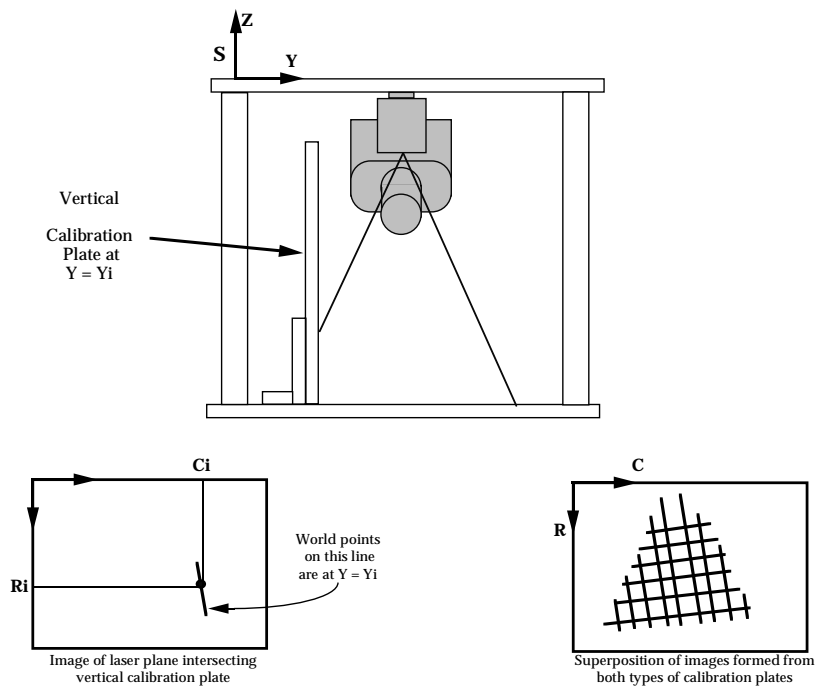 Z
S
Y
Vertical
Calibration
Plate at
Y = Yi
Ci
Ri
World points
on this line
are at Y = Yi
Image of laser plane intersecting
vertical calibration plate
C
R
Superposition of images formed from
both types of calibration plates